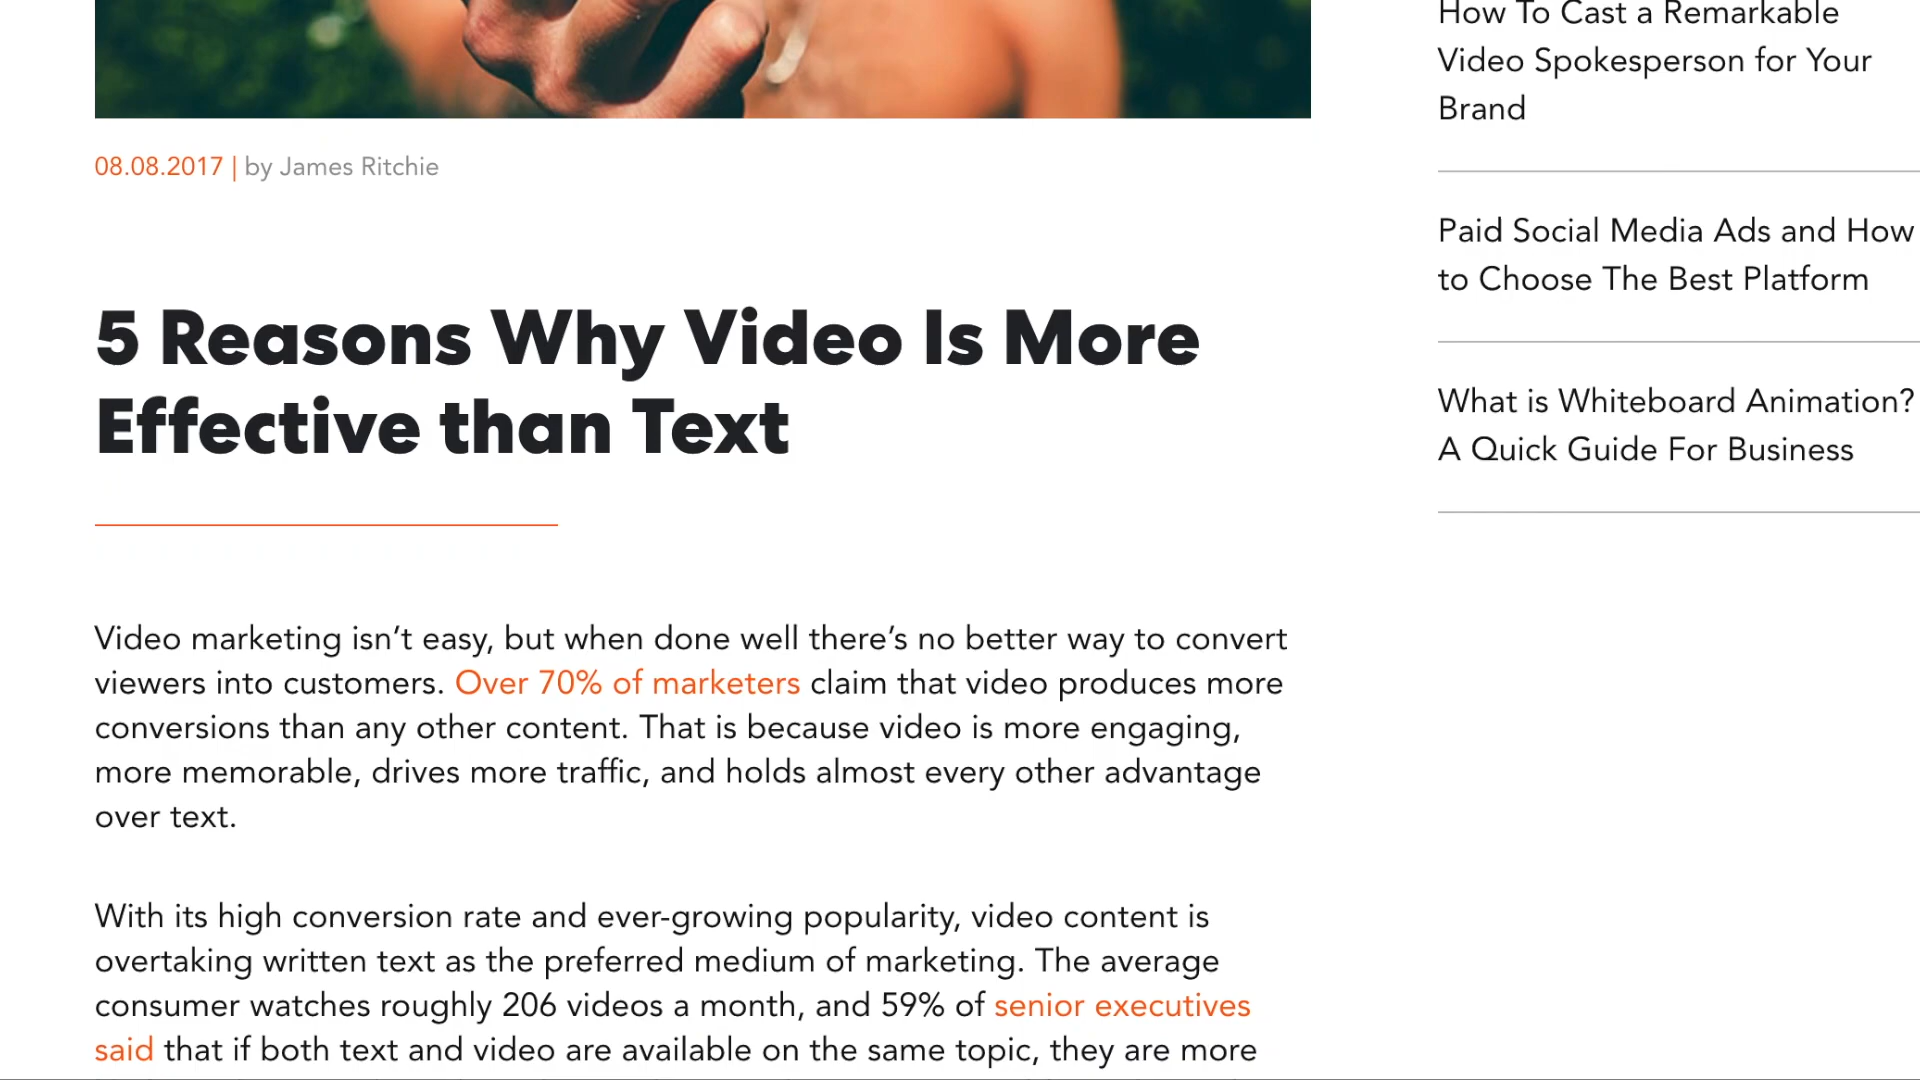 08.08.2017 | by James Ritchie
5 Reasons Why Video Is More
Effective than Text
Video marketing isn’t easy, but when done well there’s no better way to convert
viewers into customers. Over 70% of marketers claim that video produces more
conversions than any other content. That is because video is more engaging,
more memorable, drives more traffic, and holds almost every other advantage
over text.
With its high conversion rate and ever-growing popularity, video content is
overtaking written text as the preferred medium of marketing. The average
consumer watches roughly 206 videos a month, and 59% of senior executives
said that if both text and video are available on the same topic, they are more
How To Cast a Remarkable
Video Spokesperson for Your
Brand
Paid Social Media Ads and How
to Choose The Best Platform
What is Whiteboard Animation?
A Quick Guide For Business